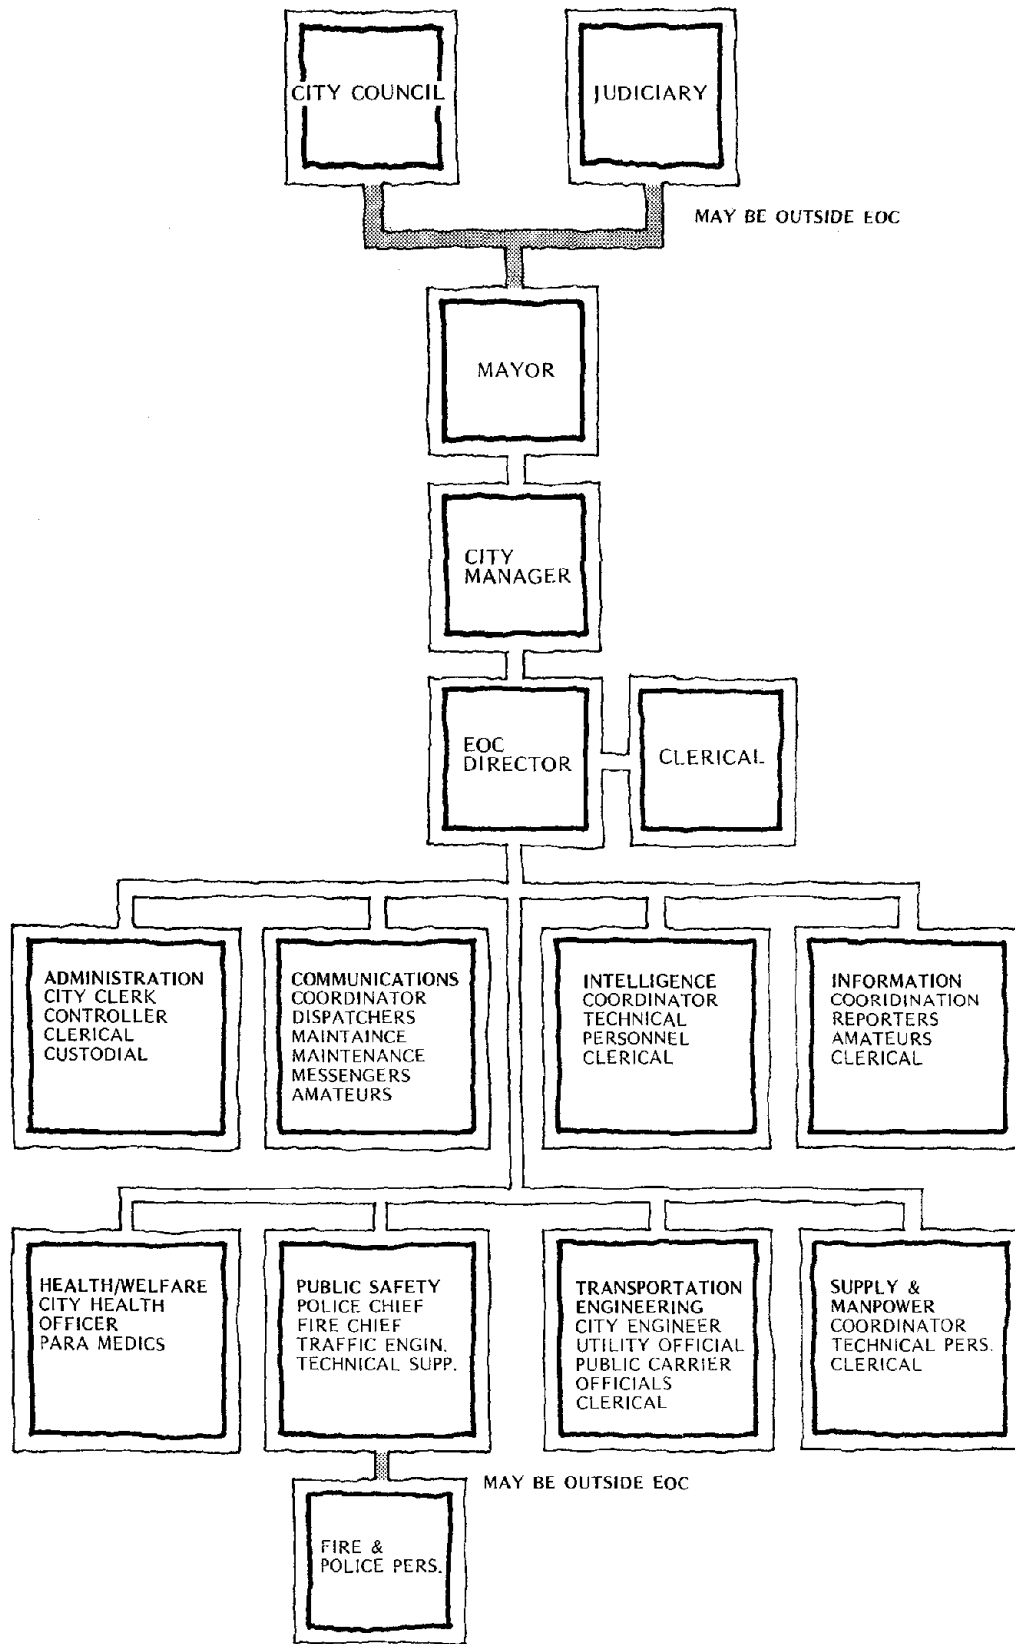 CITY COUNCIL
JUDICIARY
MAY BE OUTSIDE EOC
MAYOR
CITY
MANAGER
EOC
DIRECTOR
CLERICAL
ADMINISTRATION
CITY CLERK
CONTROLLER
CLERICAL
CUSTODIAL
COMMUNICATIONS
COORDINATOR
DISPATCHERS
MAINTAINCE
MAINTENANCE
MESSENGERS
AMATEURS
INTELLIGENCE
COORDINATOR
TECHNICAL
PERSONNEL
CLERICAL
INFORMATION
COORIDINATION
REPORTERS
AMATEURS
CLERICAL
HEALTH/WELFARE
CITY HEALTH
OFFICER
PARA MEDICS
PUBLIC SAFETY
POLICE CHIEF
FIRE CHIEF
TRAFFIC ENGIN.
TECHNICAL SUPP.
TRANSPORTATION
ENGINEERING
CITY ENGINEER
UTILITY OFFICIAL
PUBLIC CARRIER
OFFICIALS
CLERICAL
SUPPLY &
MANPOWER
COORDINATOR
TECHNICAL PERS.
CLERICAL
MAY BE OUTSIDE EOC
FIRE &
POLICE PERS.